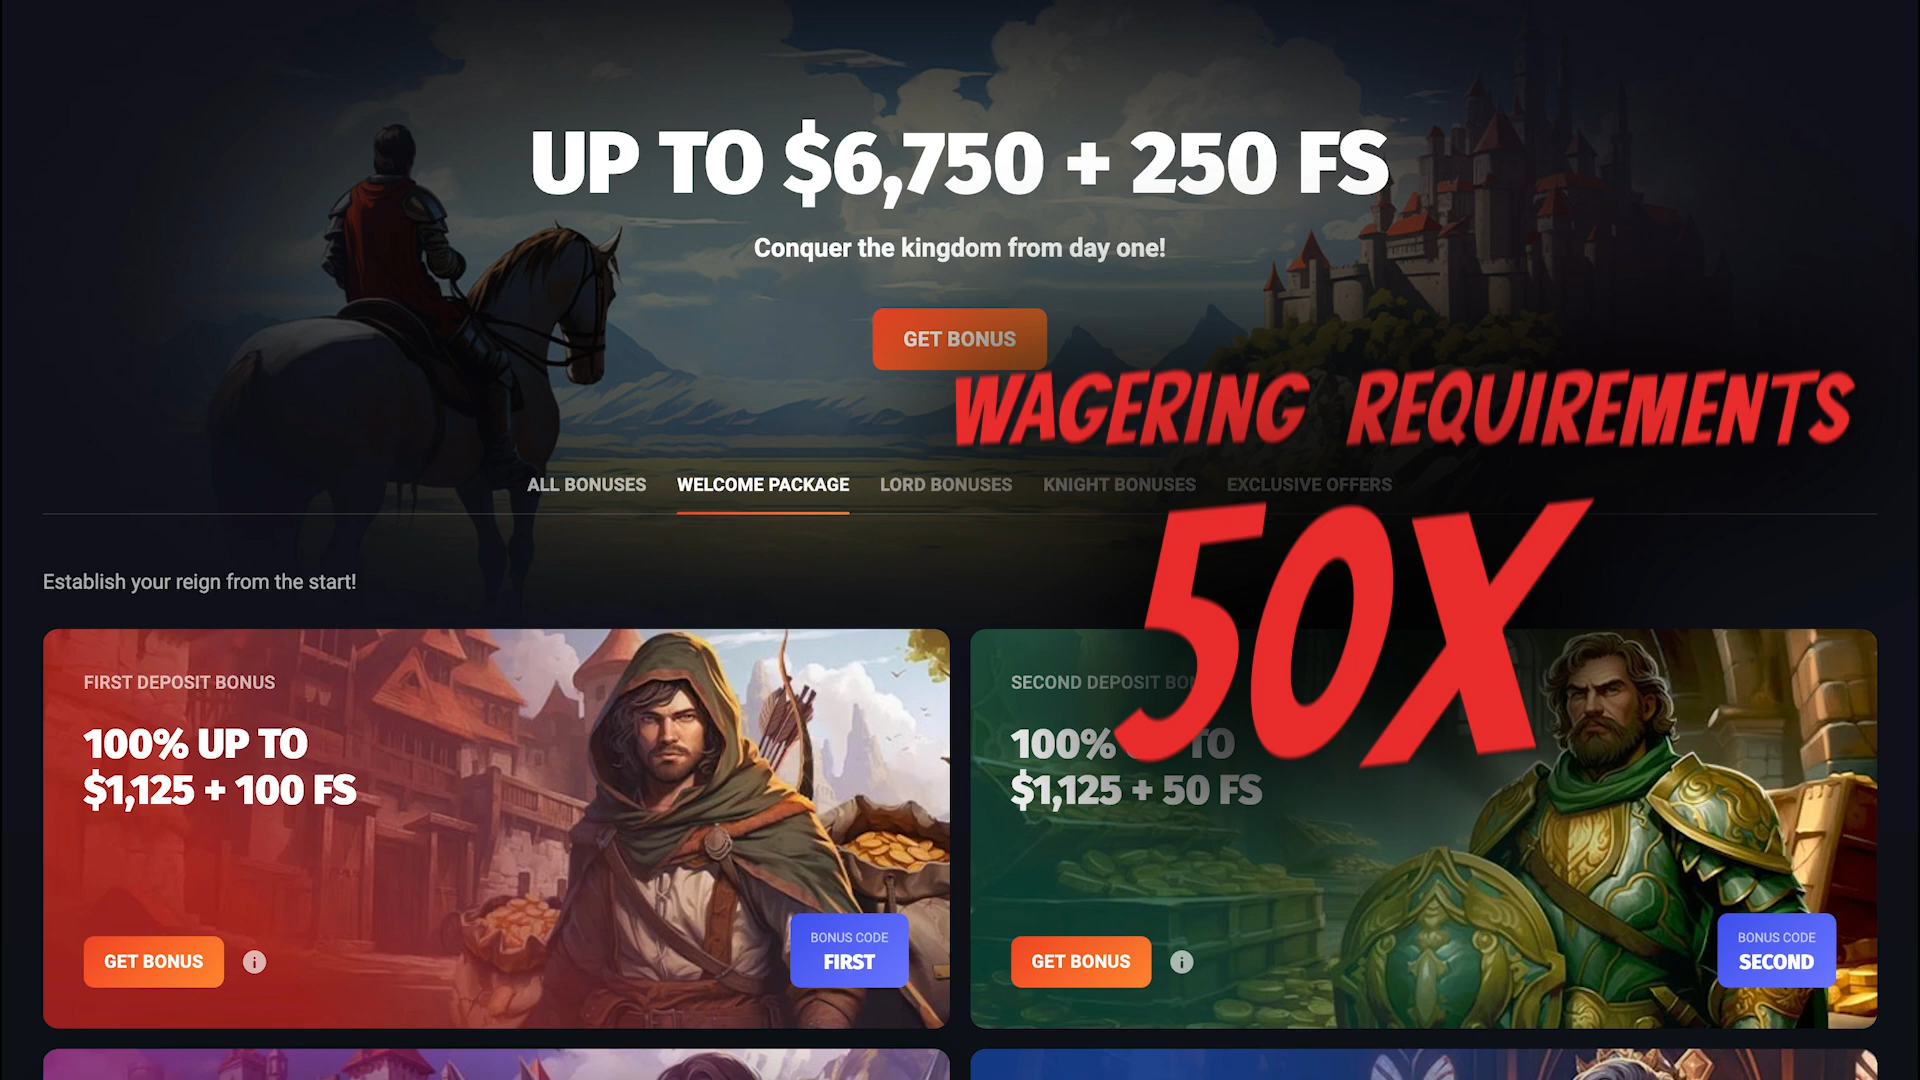 UP TO $6,750 + 250 FS
Conquer the kingdom from day one!
GET BONUS
WAGERING REQUIREMENTS
ALL BONUSES WELCOME PACKAGE LORD BONUSES KNIGHT BONUSES EXCLUSIVE OFFERS
50X
Establish your reign from the start!
FIRST DEPOSIT BONUS
100% UP TO
$1,125 + 100 FS
GET BONUS
BONUS CODE
FIRST
SECOND DEPOSIT
100% TO
$1,125 + 50 FS
GET BONUS
BONUS CODE
SECOND